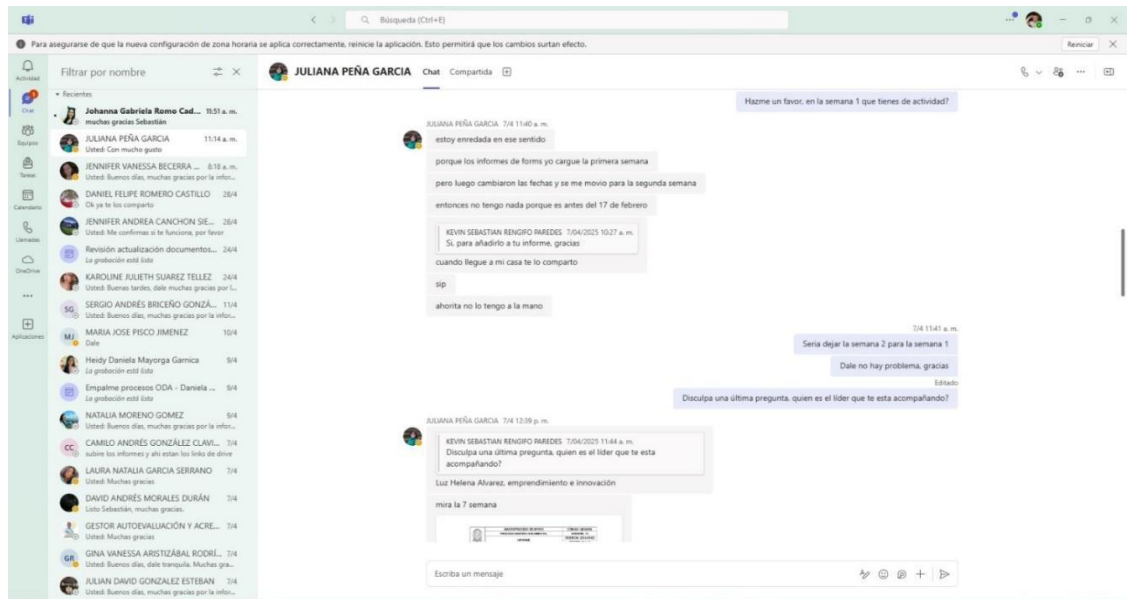 Búsqueda (Ctrl+E)
Para asegurarse de que la nueva configuración de zona horaria se aplica correctamente, reinicie la aplicación. Esto permitirá que los cambios surtan efecto.
Reiniciar
Actividad
Chat
Equipos
Tareas
Calendario
Llamadas
OneDrive
Aplicaciones
Filtrar por nombre
Recientes
Johanna Gabriela Romo Cad... 11:51 a. m.
muchas gracias Sebastián
JULIANA PEÑA GARCIA 11:14 a. m.
Usted: Con mucho gusto
JENNIFER VANESSA BECERRA ... 8:18 a. m.
Usted: Buenos días, muchas gracias por la infor...
DANIEL FELIPE ROMERO CASTILLO 28/4
Ok ya te los comparto
JENNIFER ANDREA CANCHON SIE... 28/4
Usted: Me confirmas si te funciona, por favor
Revisión actualización documentos... 24/4
La grabación está lista
KAROLINE JULIETH SUAREZ TELLEZ 24/4
Usted: Buenas tardes, dale muchas gracias por l...
SG
SERGIO ANDRÉS BRICEÑO GONZÁ... 11/4
Usted: Buenos días, muchas gracias por la infor...
MJ
MARIA JOSE PISCO JIMENEZ 10/4
Dale
Heidy Daniela Mayorga Garnica 9/4
La grabación está lista
Empalme procesos ODA - Daniela ... 9/4
La grabación está lista
NATALIA MORENO GOMEZ 9/4
Usted: Buenos días, muchas gracias por la infor...
CC
CAMILO ANDRÉS GONZÁLEZ CLAVI... 7/4
subire los informes y ahi estan los links de drive
LAURA NATALIA GARCIA SERRANO 7/4
Usted: Muchas gracias
DAVID ANDRÉS MORALES DURÁN 7/4
Listo Sebastián, muchas gracias.
GESTOR AUTOEVALUACIÓN Y ACRE... 7/4
Usted: Muchas gracias
GR
GINA VANESSA ARISTIZÁBAL RODRÍ... 7/4
Usted: Buenos días, dale tranquila. Muchas gra...
JULIAN DAVID GONZALEZ ESTEBAN 7/4
Usted: Buenos días, muchas gracias por la infor...
JULIANA PEÑA GARCIA Chat Compartida
Hazme un favor, en la semana 1 que tienes de actividad?
JULIANA PEÑA GARCIA 7/4 11:40 a. m.
estoy enredada en ese sentido
porque los informes de forms yo cargue la primera semana
pero luego cambiaron las fechas y se me movio para la segunda semana
entonces no tengo nada porque es antes del 17 de febrero
KEVIN SEBASTIAN RENGIFO PAREDES 7/04/2025 10:27 a. m.
Si, para añadirlo a tu informe, gracias
cuando llegue a mi casa te lo comparto
sip
ahorita no lo tengo a la mano
7/4 11:41 a. m.
Seria dejar la semana 2 para la semana 1
Dale no hay problema, gracias
Editado
Disculpa una última pregunta, quien es el líder que te esta acompañando?
JULIANA PEÑA GARCIA 7/4 12:39 p. m.
KEVIN SEBASTIAN RENGIFO PAREDES 7/04/2025 11:44 a. m.
Disculpa una última pregunta, quien es el líder que te esta
acompañando?
Luz Helena Alvarez, emprendimiento e innovación
mira la 7 semana
Escriba un mensaje